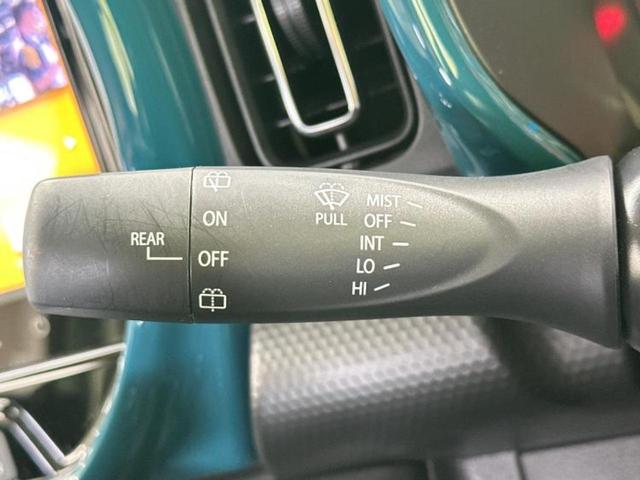 REAR
ON
OFF
PULL
MIST
OFF
INT
LO
HI